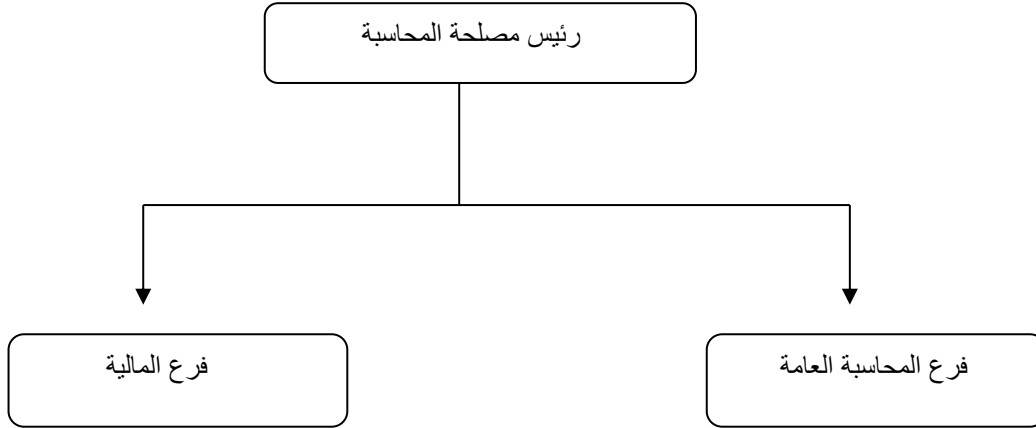 رئيس مصلحة المحاسبة
فرع المحاسبة العامة
فرع المالية